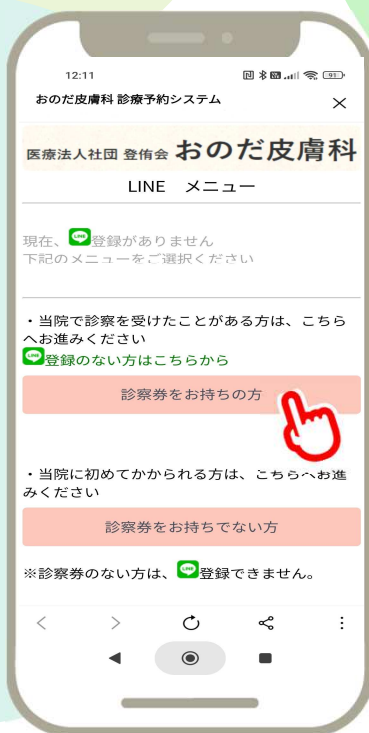 12:11
91
おのだ皮膚科 診療予約システム
医療法人社団 登侑会 おのだ皮膚科
LINE メニュー
現在、LINE登録がありません
下記のメニューをご選択ください
・当院で診察を受けたことがある方は、こちら
へお進みください
LINE登録のない方はこちらから
診察券をお持ちの方
・当院に初めてかかられる方は、こちらへお進
みください
診察券をお持ちでない方
※診察券のない方は、LINE登録できません。